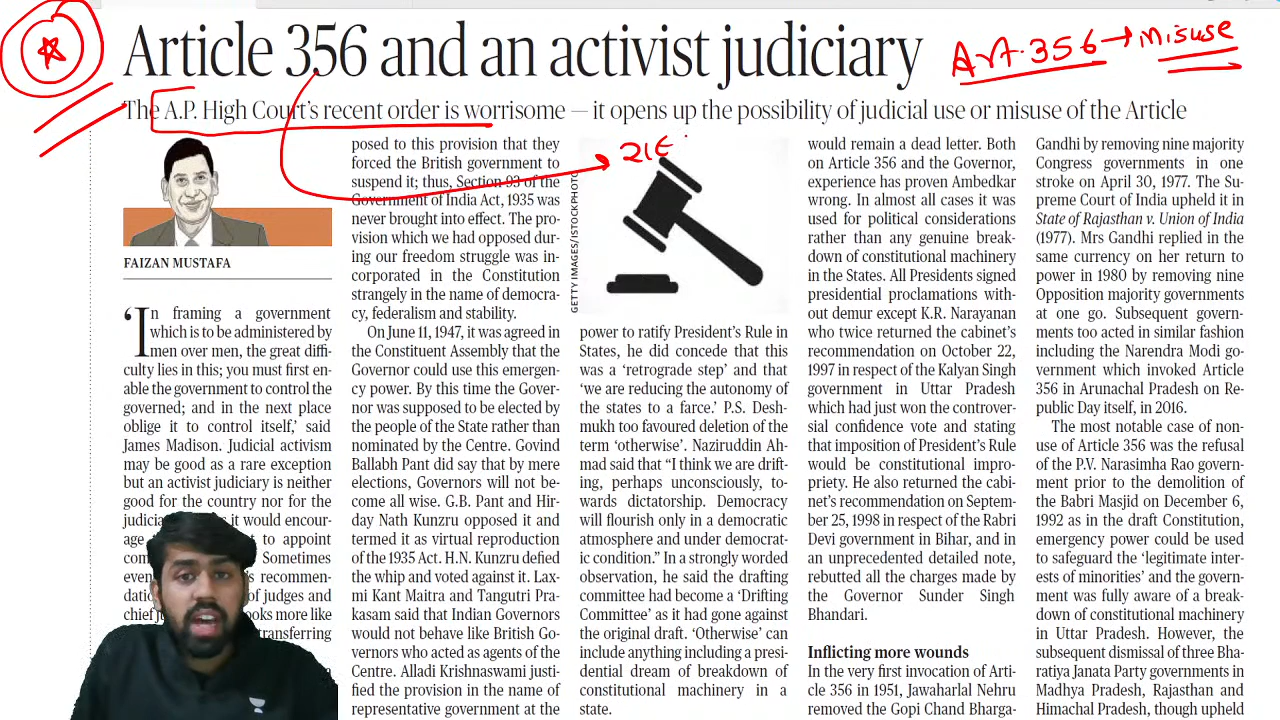 Article 356 and an activist judiciary
Art.356 → Misuse
The A.P. High Court's recent order is worrisome — it opens up the possibility of judicial use or misuse of the Article
FAIZAN MUSTAFA
'In framing a government
which is to be administered by
men over men, the great diffi-
culty lies in this; you must first en-
able the government to control the
governed; and in the next place
oblige it to control itself,' said
James Madison. Judicial activism
may be good as a rare exception
but an activist judiciary is neither
good for the country nor for the
it would encour-
to appoint
Sometimes
recommen-
of judges and
chief
more like
transferring
posed to this provision that they
forced the British government to
suspend it; thus, Section 93 of the
Government of India Act, 1935 was
never brought into effect. The pro-
vision which we had opposed dur-
ing our freedom struggle was in-
corporated in the Constitution
strangely in the name of democra-
cy, federalism and stability.
On June 11, 1947, it was agreed in
the Constituent Assembly that the
Governor could use this emergen-
cy power. By this time the Gover-
nor was supposed to be elected by
the people of the State rather than
nominated by the Centre. Govind
Ballabh Pant did say that by mere
elections, Governors will not be-
come all wise. G.B. Pant and Hir-
day Nath Kunzru opposed it and
termed it as virtual reproduction
of the 1935 Act. H.N. Kunzru defied
the whip and voted against it. Lax-
mi Kant Maitra and Tangutri Pra-
kasam said that Indian Governors
would not behave like British Go-
vernors who acted as agents of the
Centre. Alladi Krishnaswami justi-
fied the provision in the name of
representative government at the
GETTY IMAGES/ISTOCKPHOTO
power to ratify President's Rule in
States, he did concede that this
was a 'retrograde step' and that
'we are reducing the autonomy of
the states to a farce.' P.S. Desh-
mukh too favoured deletion of the
term 'otherwise'. Naziruddin Ah-
mad said that "I think we are drift-
ing, perhaps unconsciously, to-
wards dictatorship. Democracy
will flourish only in a democratic
atmosphere and under democrat-
ic condition." In a strongly worded
observation, he said the drafting
committee had become a 'Drifting
Committee' as it had gone against
the original draft. 'Otherwise' can
include anything including a presi-
dential dream of breakdown of
constitutional machinery in a
state.
would remain a dead letter. Both
on Article 356 and the Governor,
experience has proven Ambedkar
wrong. In almost all cases it was
used for political considerations
rather than any genuine break-
down of constitutional machinery
in the States. All Presidents signed
presidential proclamations with-
out demur except K.R. Narayanan
who twice returned the cabinet's
recommendation on October 22,
1997 in respect of the Kalyan Singh
government in Uttar Pradesh
which had just won the controver-
sial confidence vote and stating
that imposition of President's Rule
would be constitutional impro-
priety. He also returned the cabi-
net's recommendation on Septem-
ber 25, 1998 in respect of the Rabri
Devi government in Bihar, and in
an unprecedented detailed note,
rebutted all the charges made by
the Governor Sunder Singh
Bhandari.
Inflicting more wounds
In the very first invocation of Arti-
cle 356 in 1951, Jawaharlal Nehru
removed the Gopi Chand Bharga-
Gandhi by removing nine majority
Congress governments in one
stroke on April 30, 1977. The Su-
preme Court of India upheld it in
State of Rajasthan v. Union of India
(1977). Mrs Gandhi replied in the
same currency on her return to
power in 1980 by removing nine
Opposition majority governments
at one go. Subsequent govern-
ments too acted in similar fashion
including the Narendra Modi go-
vernment which invoked Article
356 in Arunachal Pradesh on Re-
public Day itself, in 2016.
The most notable case of non-
use of Article 356 was the refusal
of the P.V. Narasimha Rao govern-
ment prior to the demolition of
the Babri Masjid on December 6,
1992 as in the draft Constitution,
emergency power could be used
to safeguard the 'legitimate inter-
ests of minorities' and the govern-
ment was fully aware of a break-
down of constitutional machinery
in Uttar Pradesh. However, the
subsequent dismissal of three Bha-
ratiya Janata Party governments in
Madhya Pradesh, Rajasthan and
Himachal Pradesh, though upheld